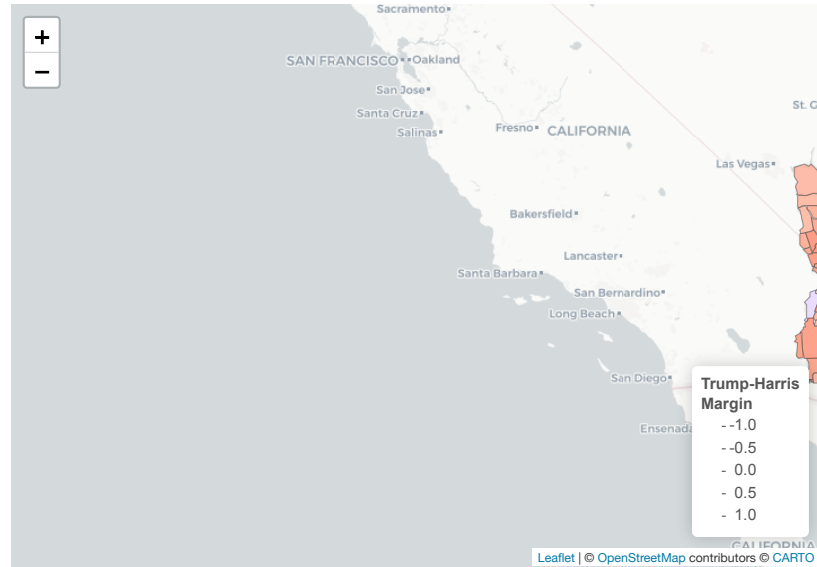 Sacramento
+
SAN FRANCISCO Oakland
−
San Jose
St. G
Santa Cruz
Salinas
Fresno CALIFORNIA
Las Vegas
Bakersfield
Lancaster
Santa Barbara
San Bernardino
Long Beach
San Diego
Trump-Harris
Margin
Ensenada
- -1.0
- -0.5
- 0.0
- 0.5
- 1.0
CALIFORNIA
Leaflet | © OpenStreetMap contributors © CARTO